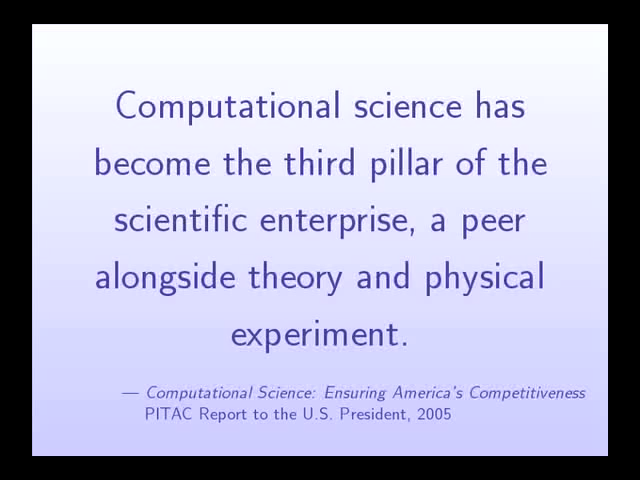 Computational science has
become the third pillar of the
scientific enterprise, a peer
alongside theory and physical
experiment.
— Computational Science: Ensuring America's Competitiveness
PITAC Report to the U.S. President, 2005